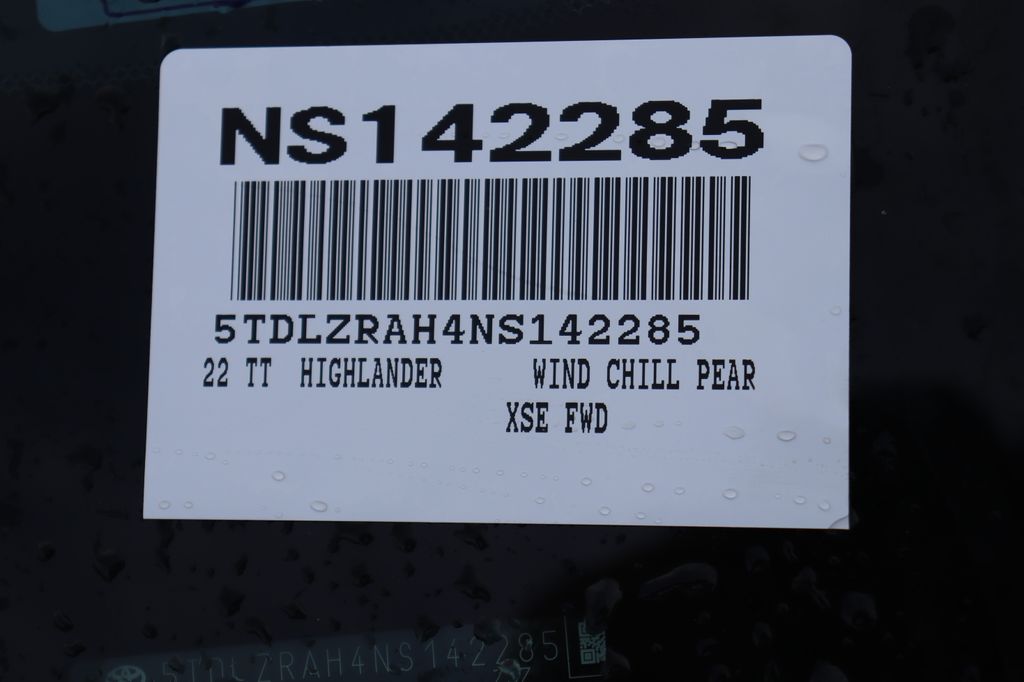 NS142285
5TDLZRAH4NS142285
22 TT HIGHLANDER WIND CHILL PEAR
XSE FWD
5TDLZRAH4NS142285